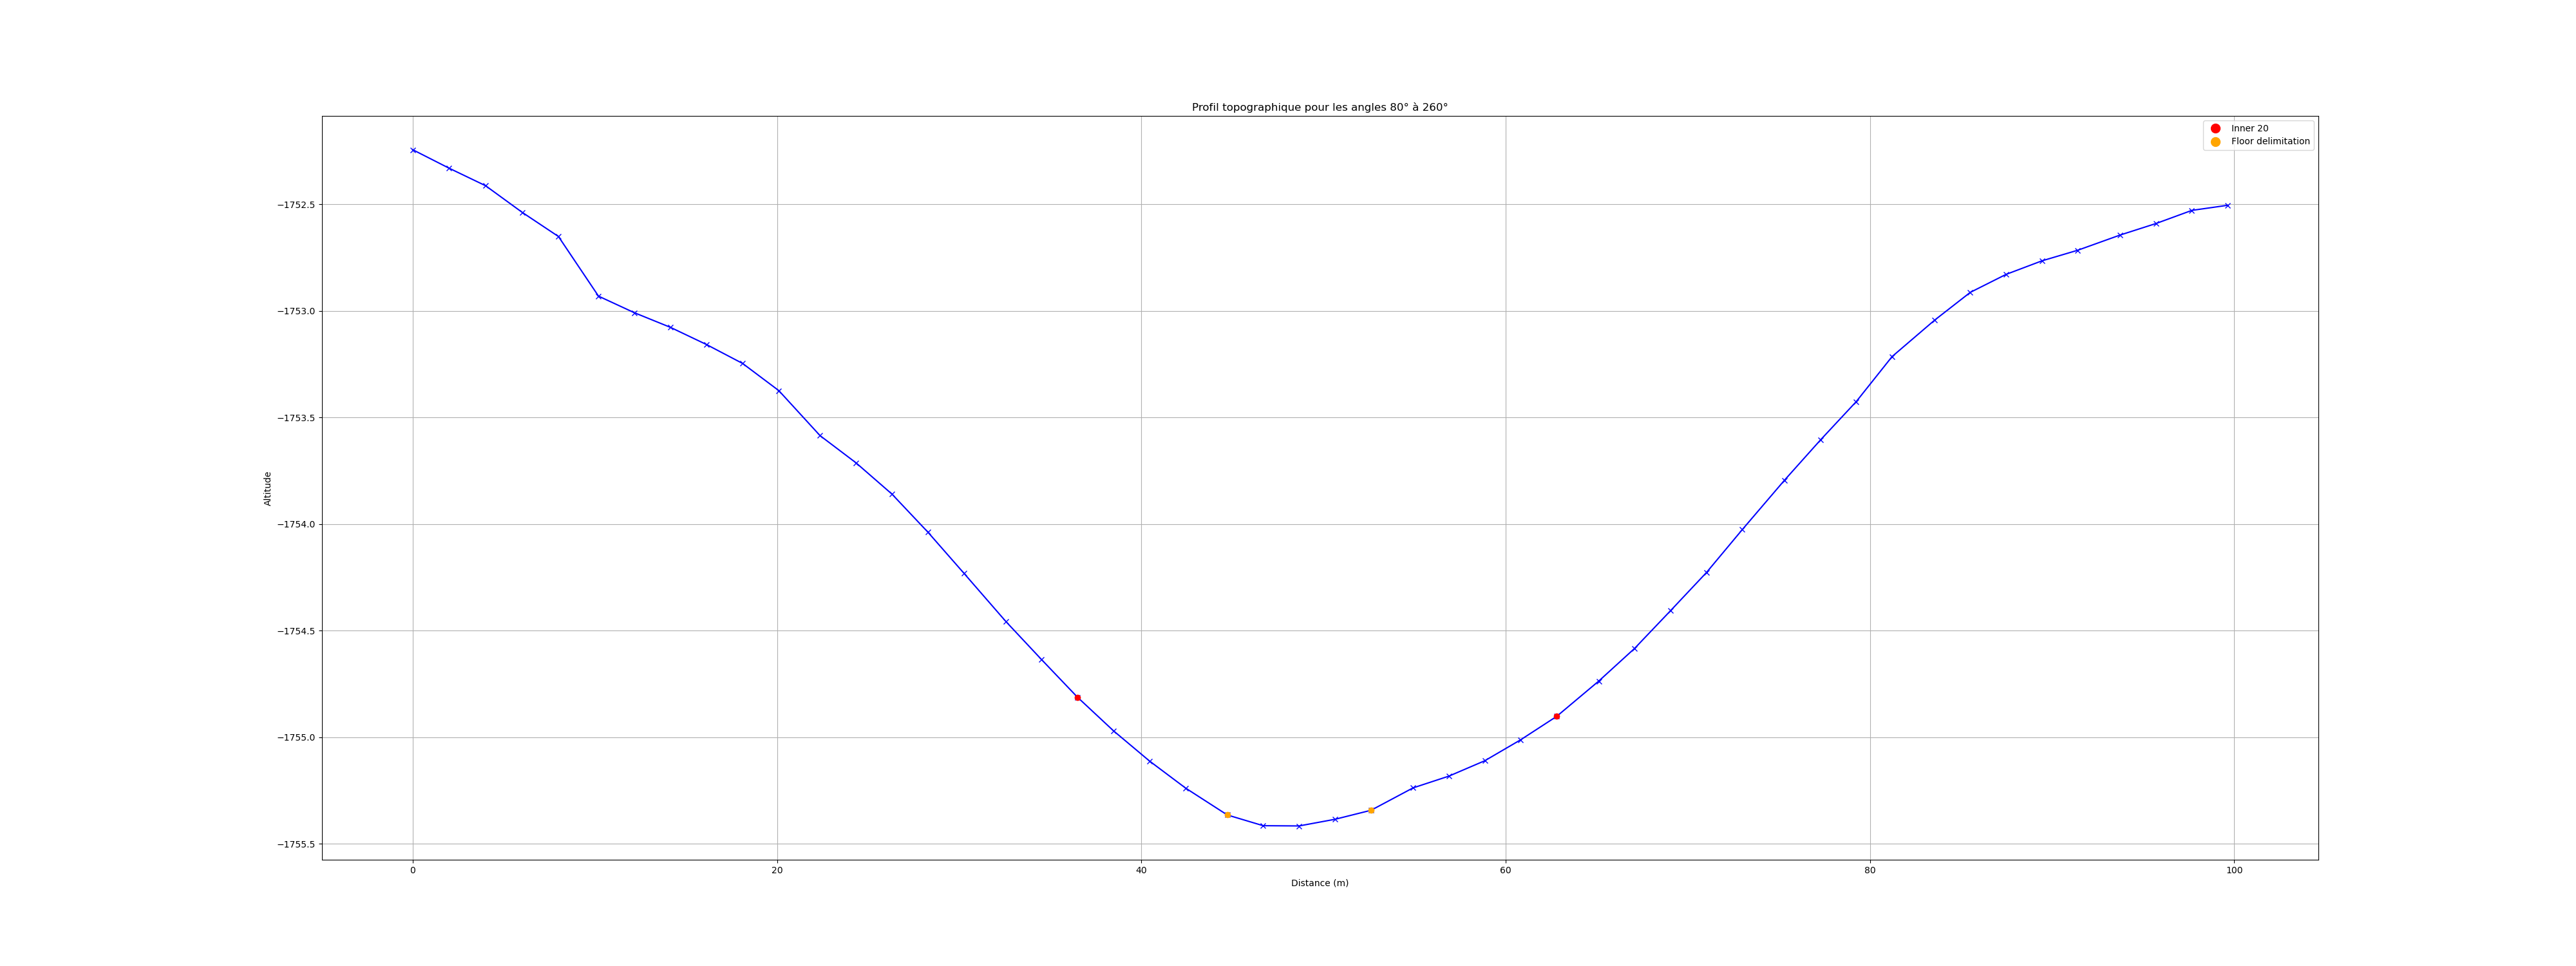 Profil topographique pour les angles 80° à 260°
Inner 20
Floor delimitation
−1752.5
−1753.0
−1753.5
−1754.0
−1754.5
−1755.0
−1755.5
Altitude
0 20 40 60 80 100
Distance (m)